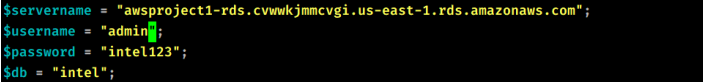 $servername = "awsproject1-rds.cvwwkjmmcvgi.us-east-1.rds.amazonaws.com";
$username = "admin";
$password = "intel123";
$db = "intel";